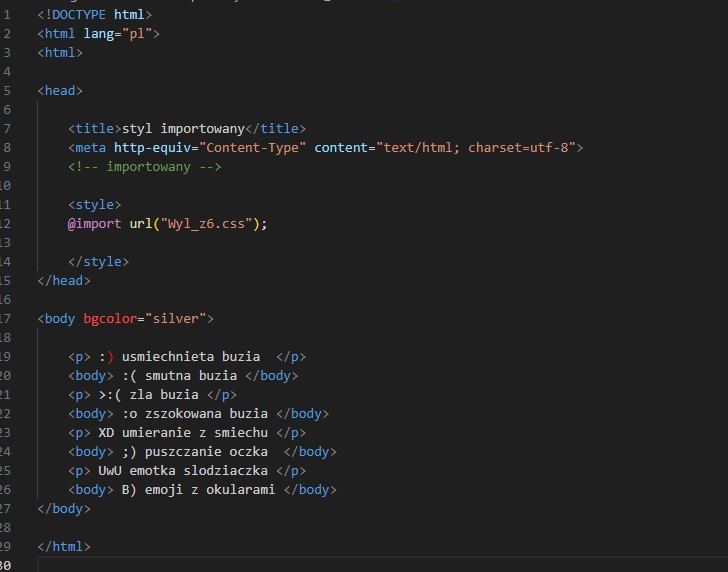 1 <!DOCTYPE html>
2 <html lang="pl">
3 <html>
4
5 <head>
6
7 <title>styl importowany</title>
8 <meta http-equiv="Content-Type" content="text/html; charset=utf-8">
9 <!-- importowany -->
10
11 <style>
12 @import url("Wyl_z6.css");
13
14 </style>
15 </head>
16
17 <body bgcolor="silver">
18
19 <p> :) usmiechnieta buzia  </p>
20 <body> :( smutna buzia </body>
21 <p> >:( zla buzia </p>
22 <body> :o zszokowana buzia </body>
23 <p> XD umieranie z smiechu </p>
24 <body> ;) puszczanie oczka  </body>
25 <p> UwU emotka slodziaczka </p>
26 <body> B) emoji z okularami </body>
27 </body>
28
29 </html>
30